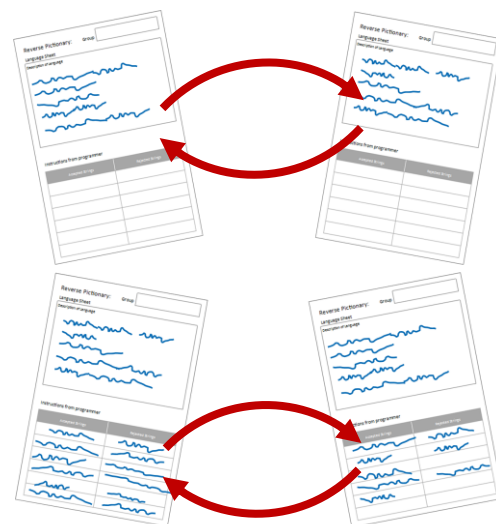 Reverse Pictionary: Group
Language Sheet
Description of language
Instructions from programmer
Reverse Pictionary: Group
Language Sheet
Description of language
from programmer
Reverse Pictionary: Group
Language Sheet
Description of language
Instructions from programmer
Reverse Pictionary: Group
Language Sheet
Description of language
from programmer